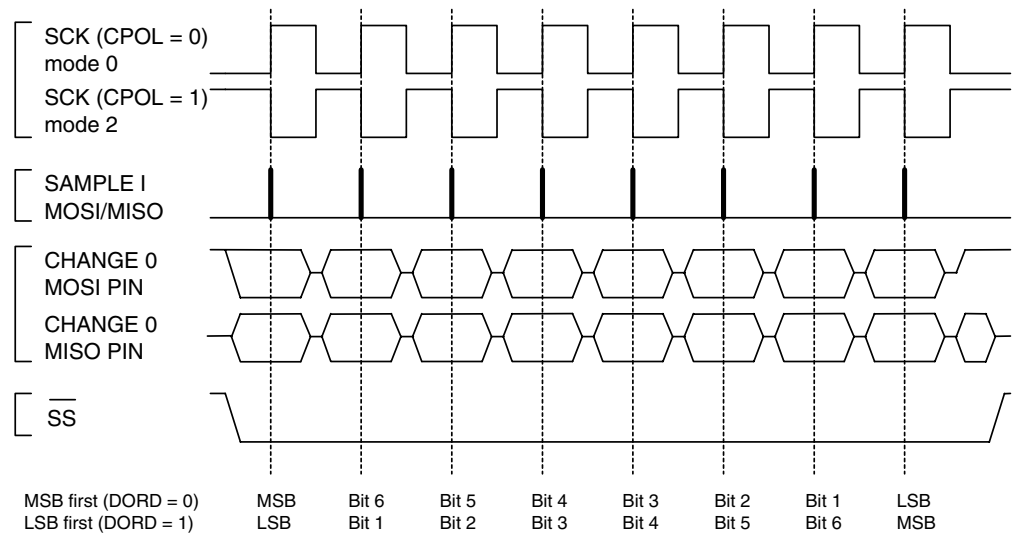 SCK (CPOL = 0)
mode 0
SCK (CPOL = 1)
mode 2
SAMPLE I
MOSI/MISO
CHANGE 0
MOSI PIN
CHANGE 0
MISO PIN
SS
MSB first (DORD = 0) MSB Bit 6 Bit 5 Bit 4 Bit 3 Bit 2 Bit 1 LSB
LSB first (DORD = 1) LSB Bit 1 Bit 2 Bit 3 Bit 4 Bit 5 Bit 6 MSB